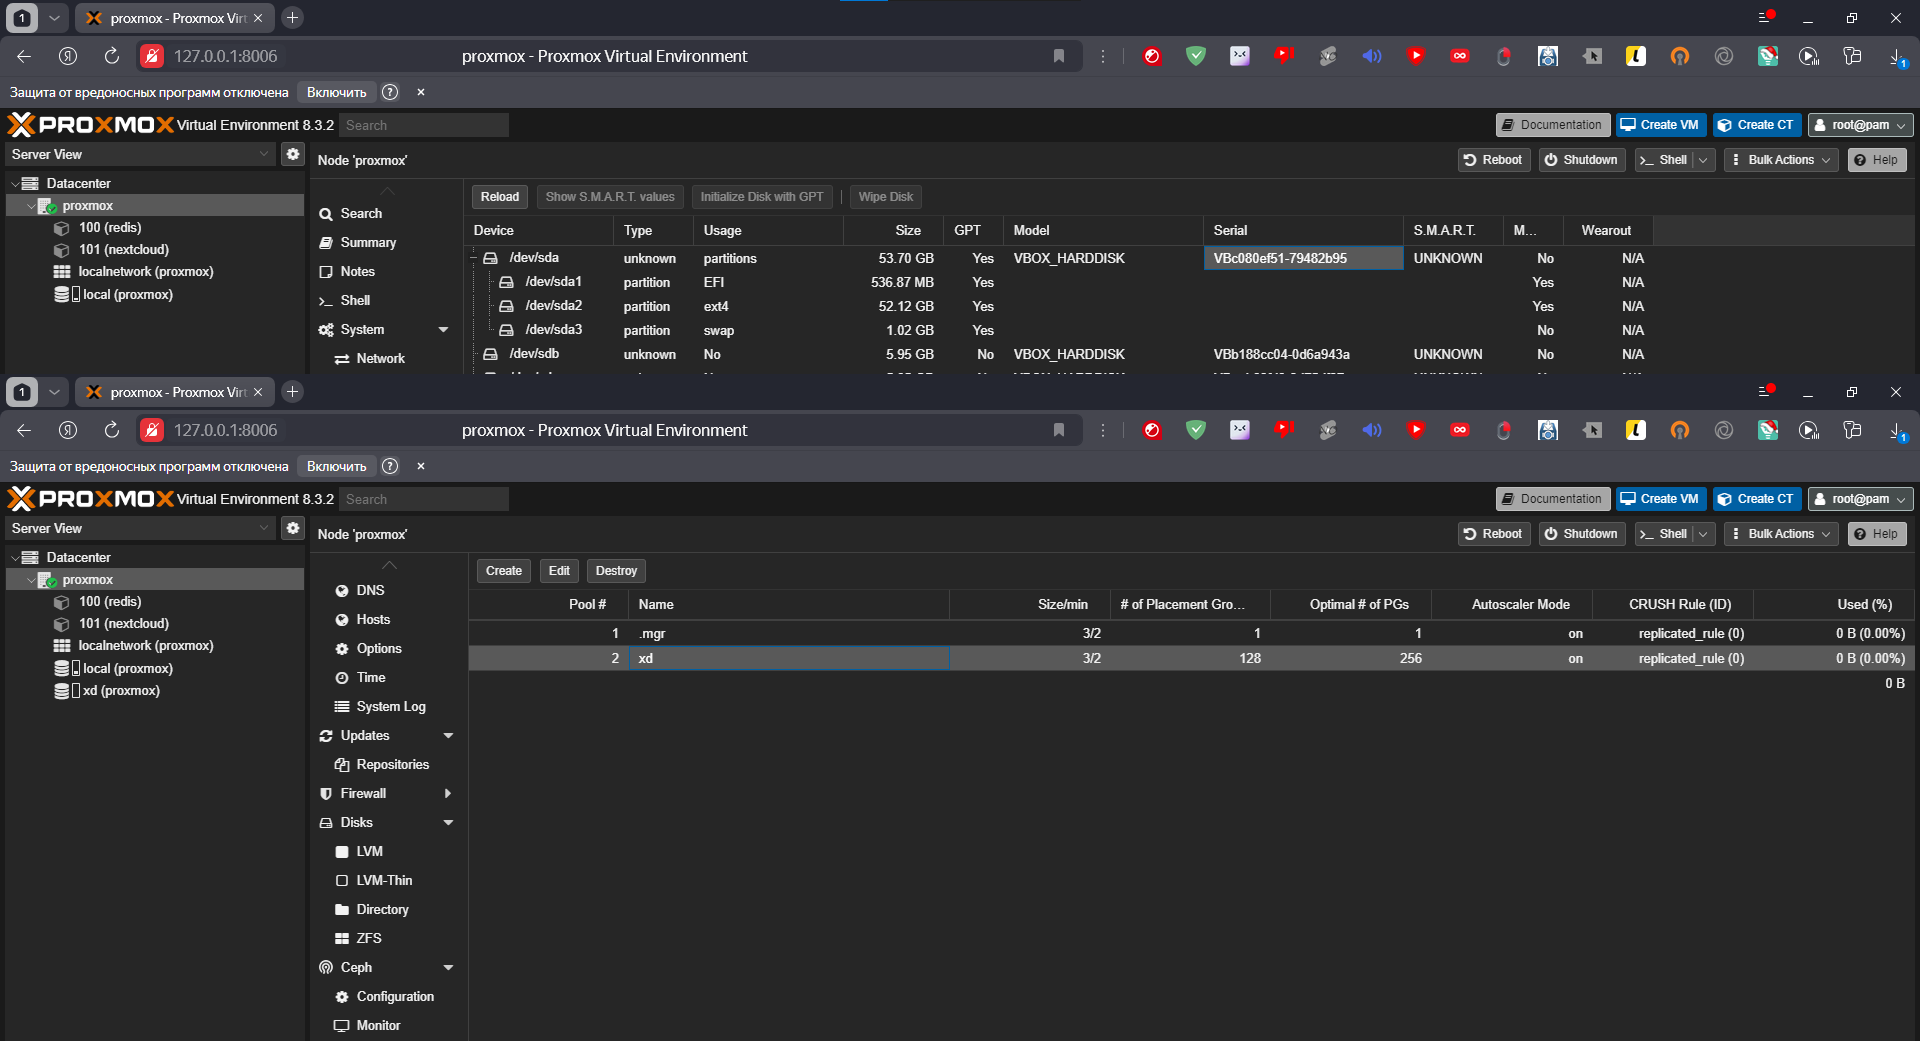 1
proxmox - Proxmox Virt
127.0.0.1:8006
proxmox - Proxmox Virtual Environment
Защита от вредоносных программ отключена Включить
PROXMOX Virtual Environment 8.3.2 Search
Documentation Create VM Create CT root@pam
Server View
Node 'proxmox'
Reboot Shutdown Shell Bulk Actions Help
Datacenter
proxmox
100 (redis)
101 (nextcloud)
localnetwork (proxmox)
local (proxmox)
Search
Summary
Notes
Shell
System
Network
Reload Show S.M.A.R.T. values Initialize Disk with GPT Wipe Disk
Device Type Usage Size GPT Model Serial S.M.A.R.T. M... Wearout
/dev/sda unknown partitions 53.70 GB Yes VBOX_HARDDISK VBc080ef51-79482b95 UNKNOWN No N/A
/dev/sda1 partition EFI 536.87 MB Yes Yes N/A
/dev/sda2 partition ext4 52.12 GB Yes Yes N/A
/dev/sda3 partition swap 1.02 GB Yes No N/A
/dev/sdb unknown No 5.95 GB No VBOX_HARDDISK VBb188cc04-0d6a943a UNKNOWN No N/A
1
proxmox - Proxmox Virt
127.0.0.1:8006
proxmox - Proxmox Virtual Environment
1
Защита от вредоносных программ отключена Включить
PROXMOX Virtual Environment 8.3.2 Search
Documentation Create VM Create CT root@pam
Server View
Node 'proxmox'
Reboot Shutdown Shell Bulk Actions Help
Datacenter
proxmox
100 (redis)
101 (nextcloud)
localnetwork (proxmox)
local (proxmox)
xd (proxmox)
DNS
Hosts
Options
Time
System Log
Updates
Repositories
Firewall
Disks
LVM
LVM-Thin
Directory
ZFS
Ceph
Configuration
Monitor
Create Edit Destroy
Pool # Name Size/min # of Placement Gro... Optimal # of PGs Autoscaler Mode CRUSH Rule (ID) Used (%)
1 .mgr 3/2 1 1 on replicated_rule (0) 0 B (0.00%)
2 xd 3/2 128 256 on replicated_rule (0) 0 B (0.00%)
0 B